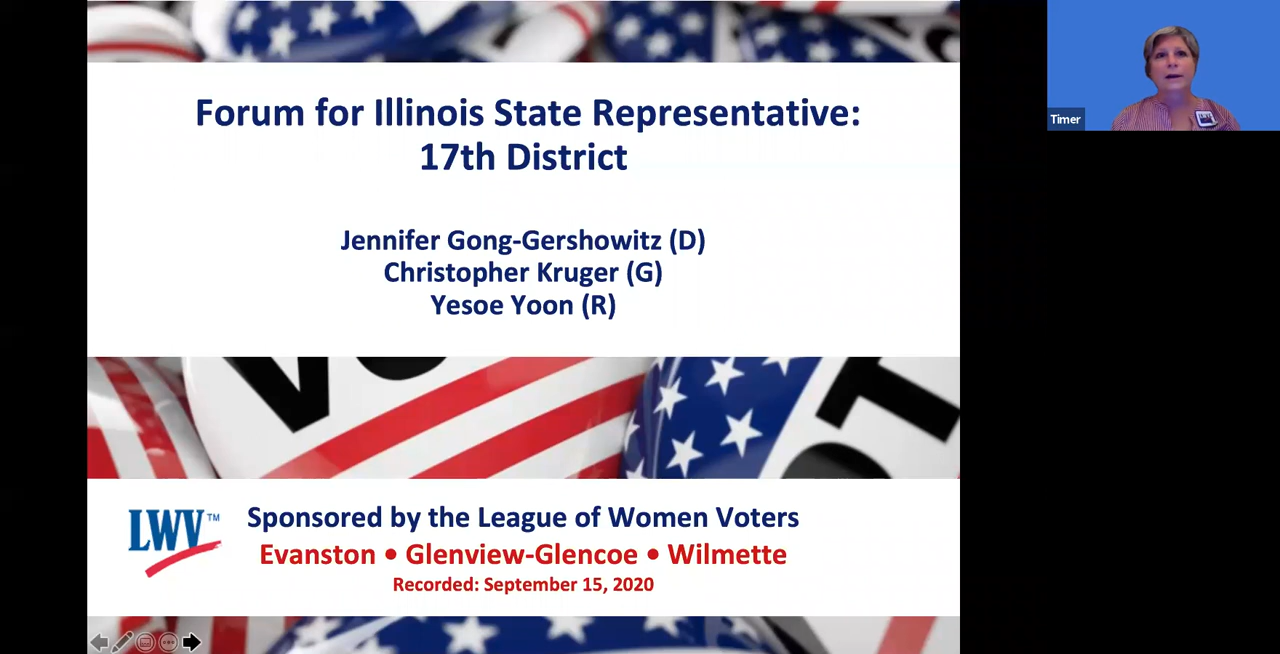 Forum for Illinois State Representative:
17th District
Jennifer Gong-Gershowitz (D)
Christopher Kruger (G)
Yesoe Yoon (R)
LWV™
Sponsored by the League of Women Voters
Evanston • Glenview-Glencoe • Wilmette
Recorded: September 15, 2020
Timer